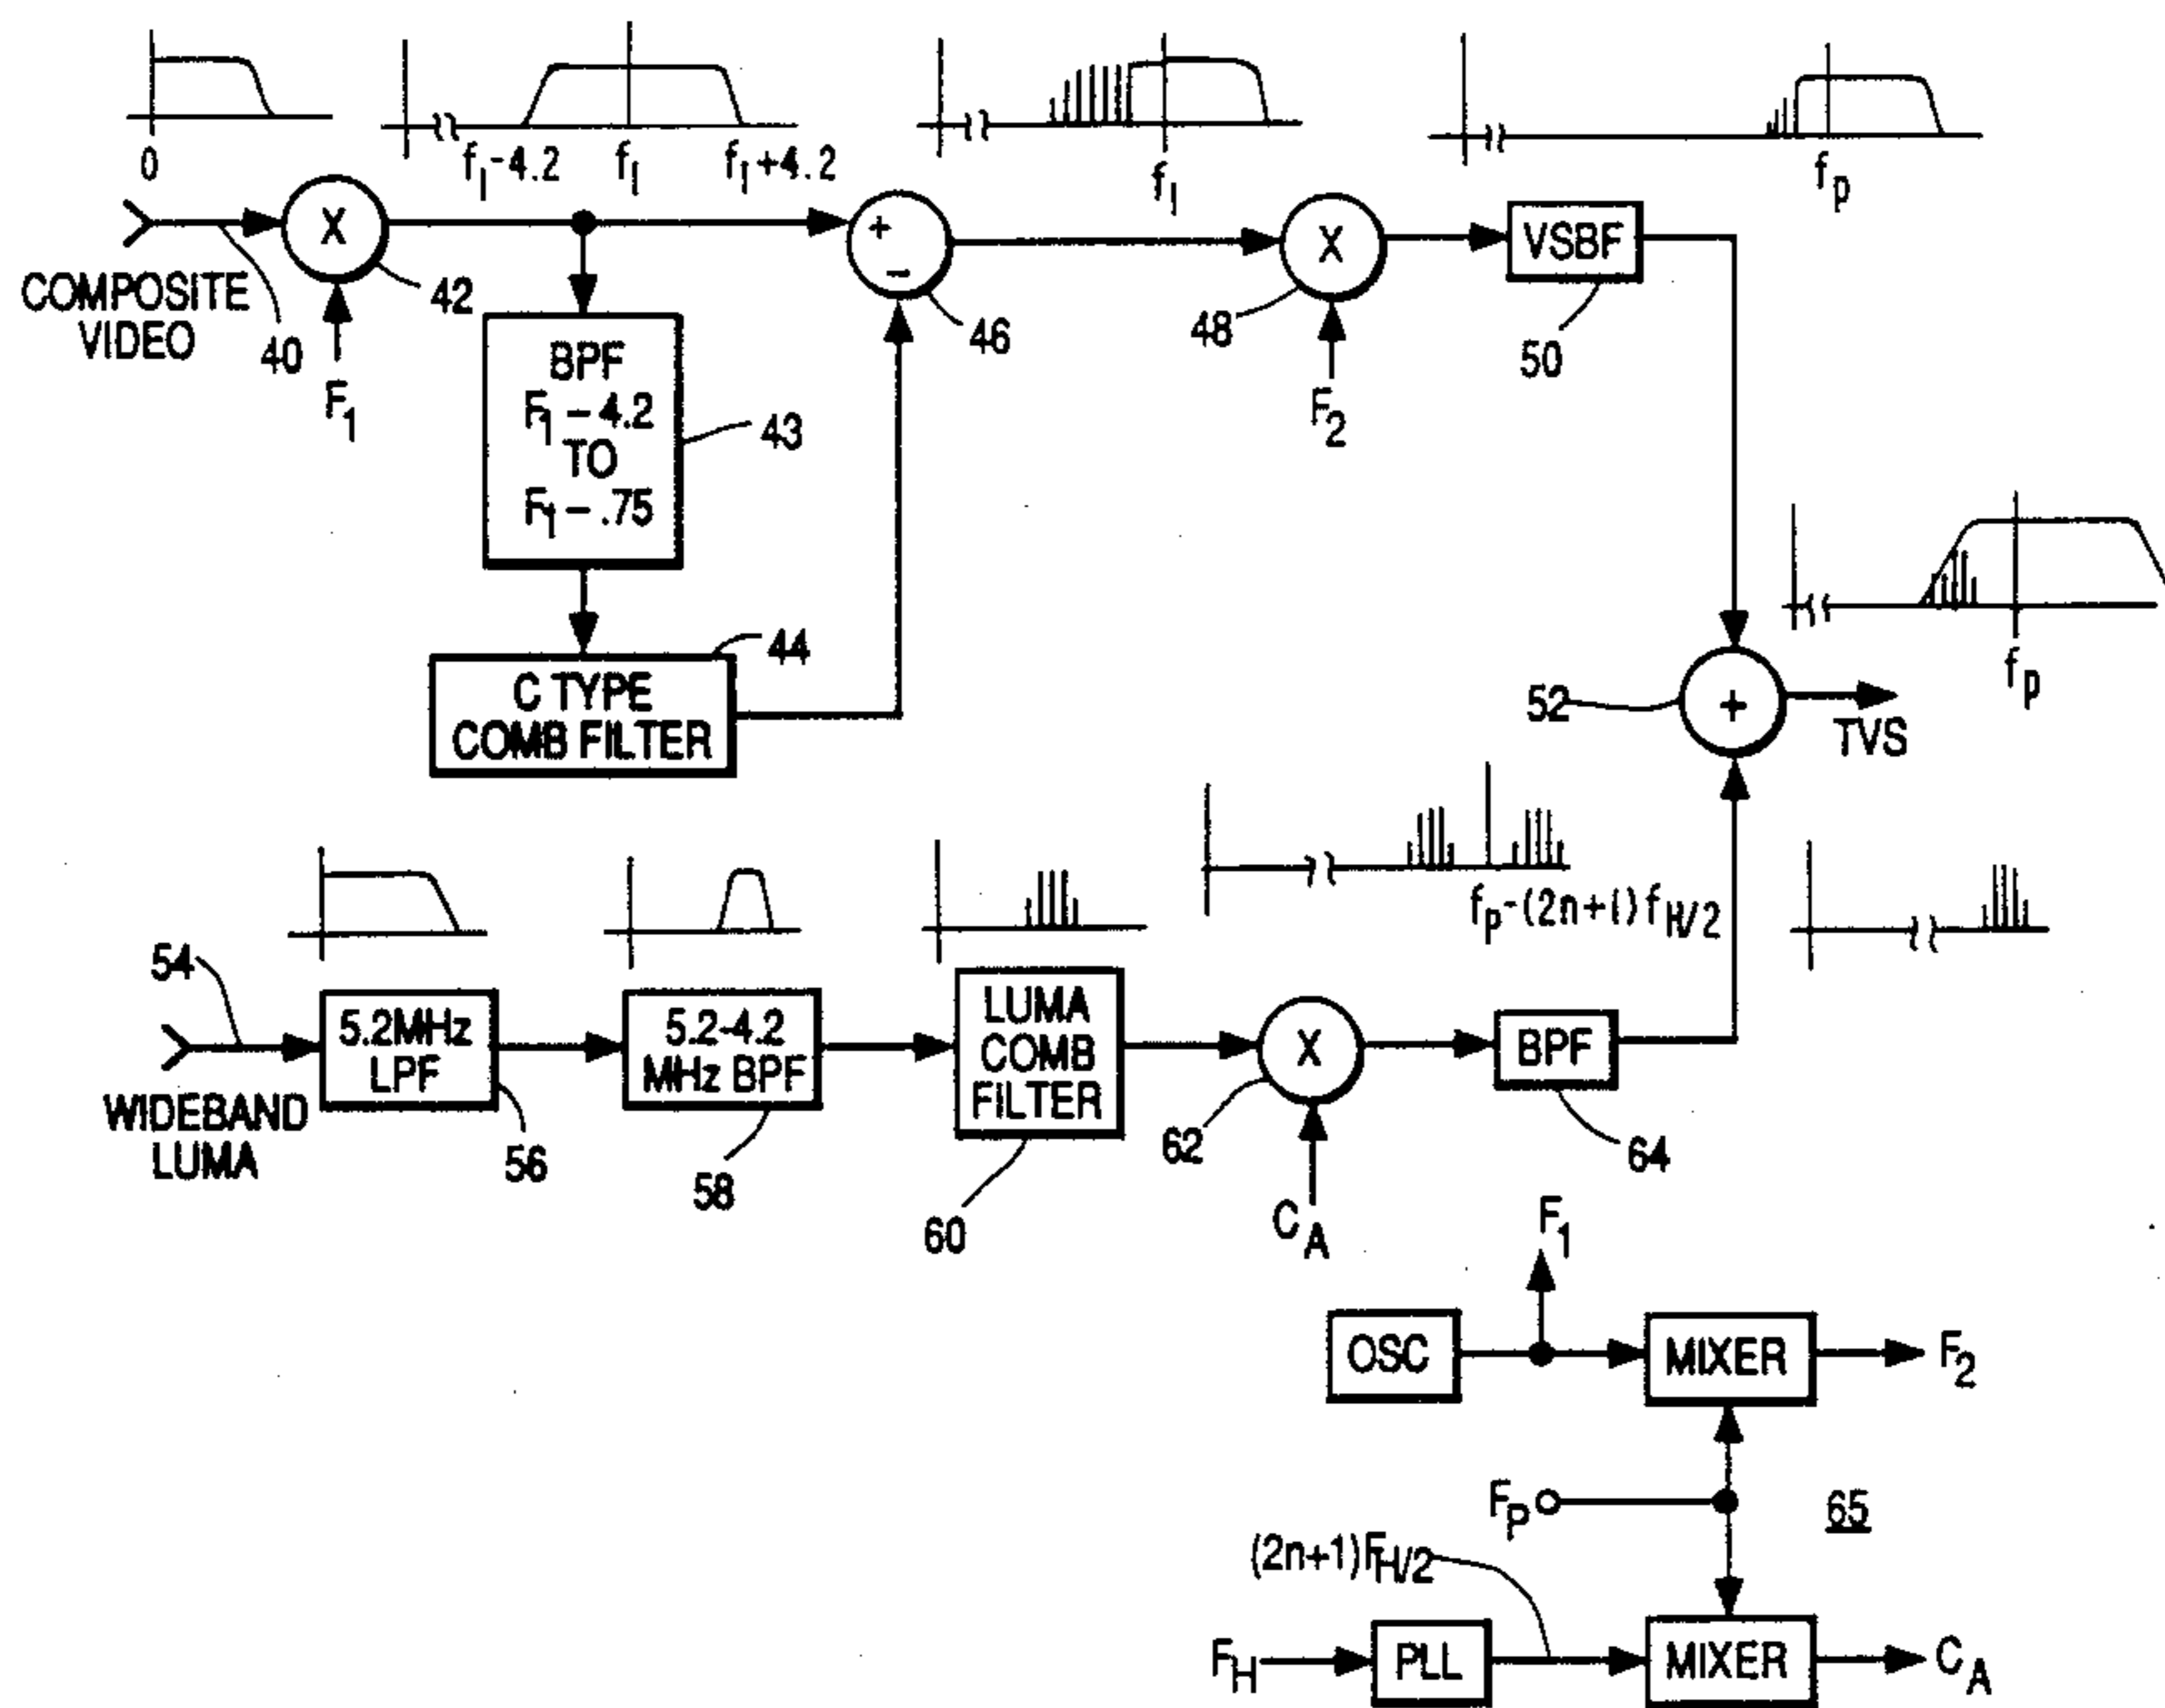 0
f1-4.2
f1
f1+4.2
f1
fp
COMPOSITE
VIDEO
40
X
42
F1
+
-
46
X
48
F2
VSBF
50
BPF
F1-4.2
TO
F1-.75
43
C TYPE
COMB FILTER
44
fp
52
+
TVS
fp-(2n+1)fH/2
54
WIDEBAND
LUMA
5.2MHz
LPF
56
5.2-4.2
MHz BPF
58
LUMA
COMB
FILTER
60
X
62
CA
BPF
64
F1
OSC
MIXER
F2
FP
65
(2n+1)FH/2
FH
PLL
MIXER
CA